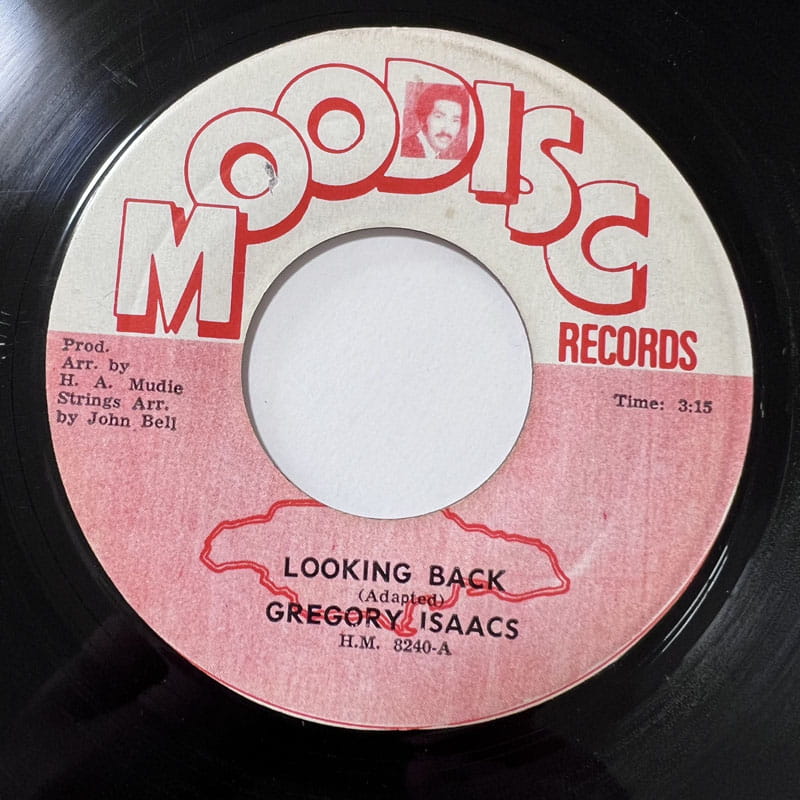 MOODISC
RECORDS
Prod.
Arr. by
H. A. Mudie
Strings Arr.
by John Bell
Time: 3:15
LOOKING BACK
(Adapted)
GREGORY ISAACS
H.M. 8240-A